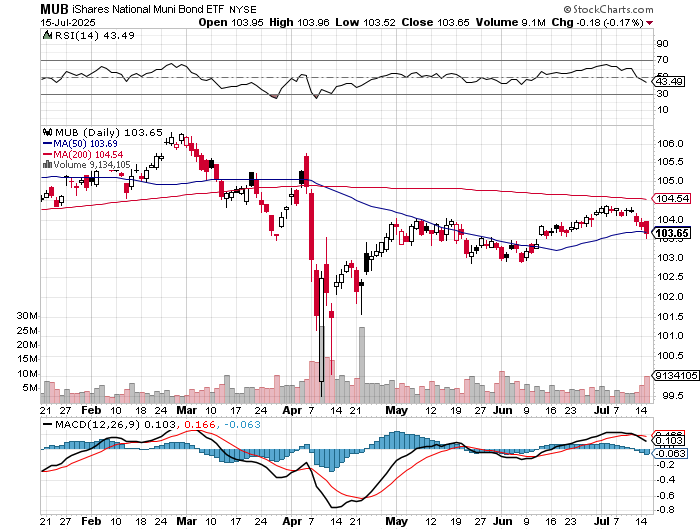 MUB iShares National Muni Bond ETF NYSE
© StockCharts.com
15-Jul-2025
Open 103.95 High 103.96 Low 103.52 Close 103.65 Volume 9.1M Chg -0.18 (-0.17%)
RSI(14) 43.49
90
70
50
43.49
30
10
MUB (Daily) 103.65
MA(50) 103.69
MA(200) 104.54
Volume 9,134,105
106.0
105.5
105.0
104.54
104.0
103.65
103.5
103.0
102.5
102.0
101.5
101.0
100.5
100.0
99.5
30M
25M
20M
15M
10M
5M
9134105
21 27 Feb 10 18 24 Mar 10 17 24 Apr 7 14 21 May 12 19 27 Jun 9 16 23 Jul 7 14
MACD(12,26,9) 0.103, 0.166, -0.063
0.166
0.103
-0.063
-0.2
-0.4
-0.6
-0.8
21 27 Feb 10 18 24 Mar 10 17 24 Apr 7 14 21 May 12 19 27 Jun 9 16 23 Jul 7 14